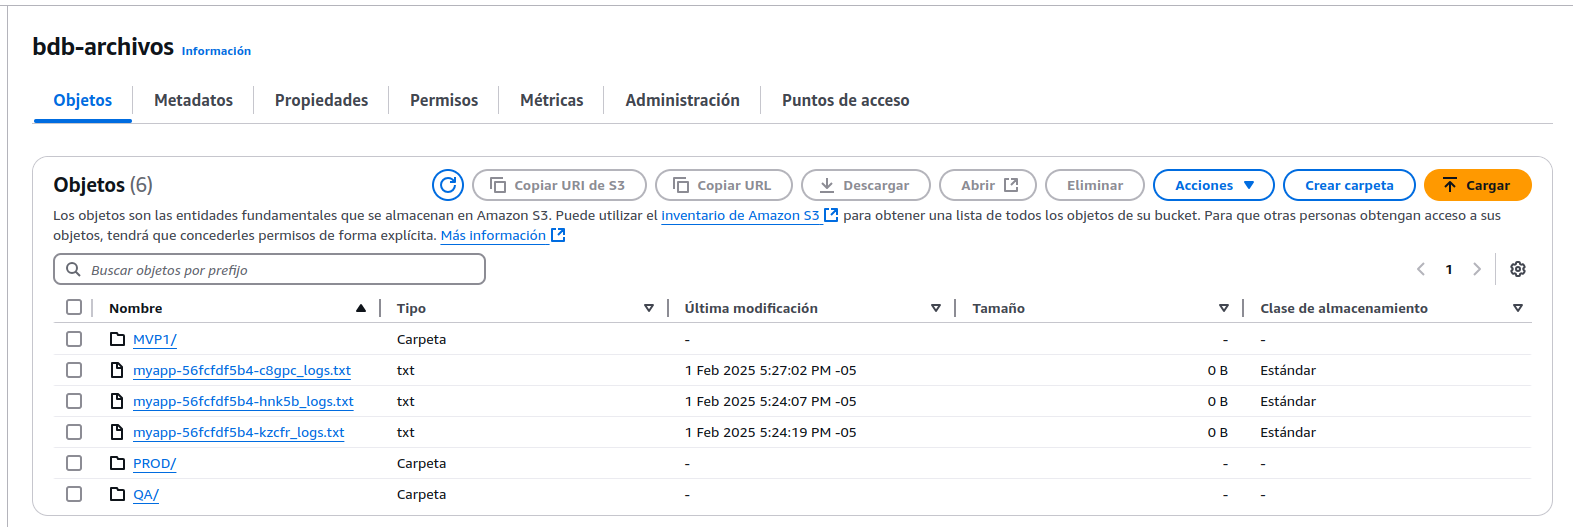 bdb-archivos Información
Objetos Metadatos Propiedades Permisos Métricas Administración Puntos de acceso
Objetos (6) Copiar URI de S3 Copiar URL Descargar Abrir Eliminar Acciones Crear carpeta Cargar
Los objetos son las entidades fundamentales que se almacenan en Amazon S3. Puede utilizar el inventario de Amazon S3 para obtener una lista de todos los objetos de su bucket. Para que otras personas obtengan acceso a sus
objetos, tendrá que concederles permisos de forma explícita. Más información
Buscar objetos por prefijo 1
Nombre Tipo Última modificación Tamaño Clase de almacenamiento
MVP1/ Carpeta - - -
myapp-56fcfdf5b4-c8gpc_logs.txt txt 1 Feb 2025 5:27:02 PM -05 0 B Estándar
myapp-56fcfdf5b4-hnk5b_logs.txt txt 1 Feb 2025 5:24:07 PM -05 0 B Estándar
myapp-56fcfdf5b4-kzcfr_logs.txt txt 1 Feb 2025 5:24:19 PM -05 0 B Estándar
PROD/ Carpeta - - -
QA/ Carpeta - - -